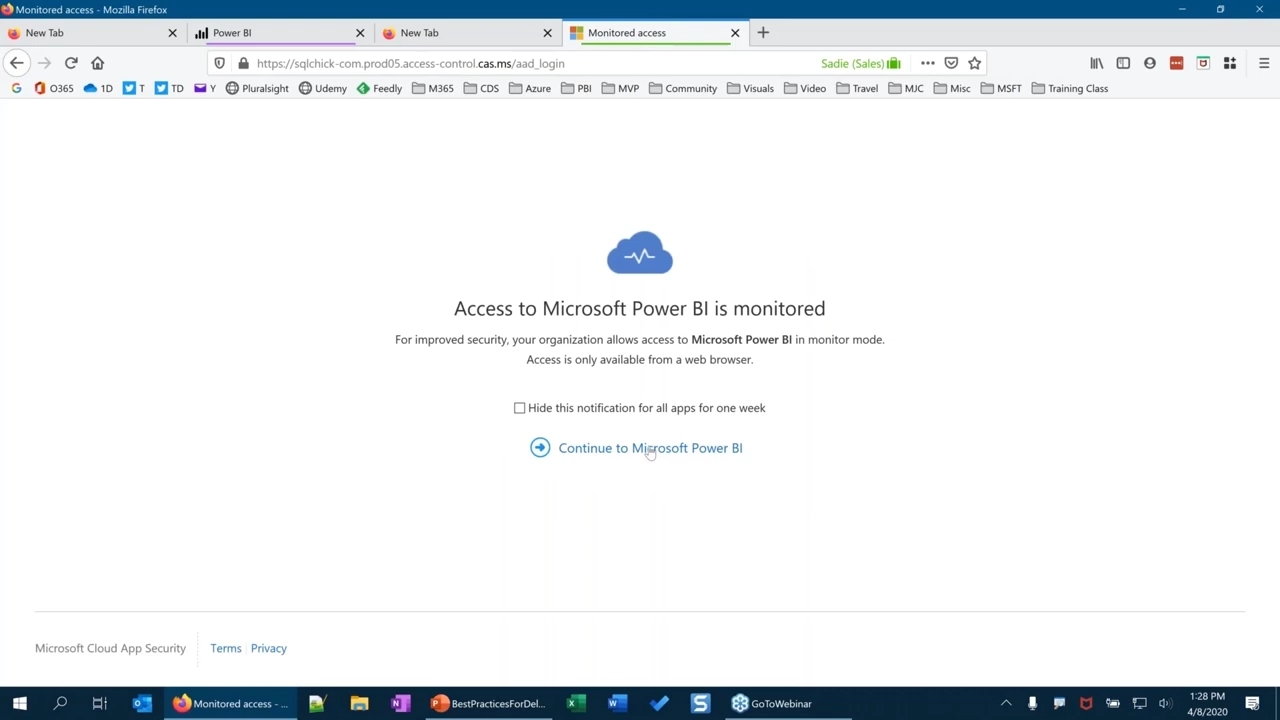 Monitored access - Mozilla Firefox
New Tab
Power BI
New Tab
Monitored access
https://sqlchick-com.prod05.access-control.cas.ms/aad_login
Sadie (Sales)
G O365 1D T TD Y Pluralsight Udemy Feedly M365 CDS Azure PBI MVP Community Visuals Video Travel MJC Misc MSFT Training Class
Access to Microsoft Power BI is monitored
For improved security, your organization allows access to Microsoft Power BI in monitor mode.
Access is only available from a web browser.
Hide this notification for all apps for one week
Continue to Microsoft Power BI
Microsoft Cloud App Security
Terms
Privacy
Monitored access - ...
BestPracticesForDel...
GoToWebinar
1:28 PM
4/8/2020